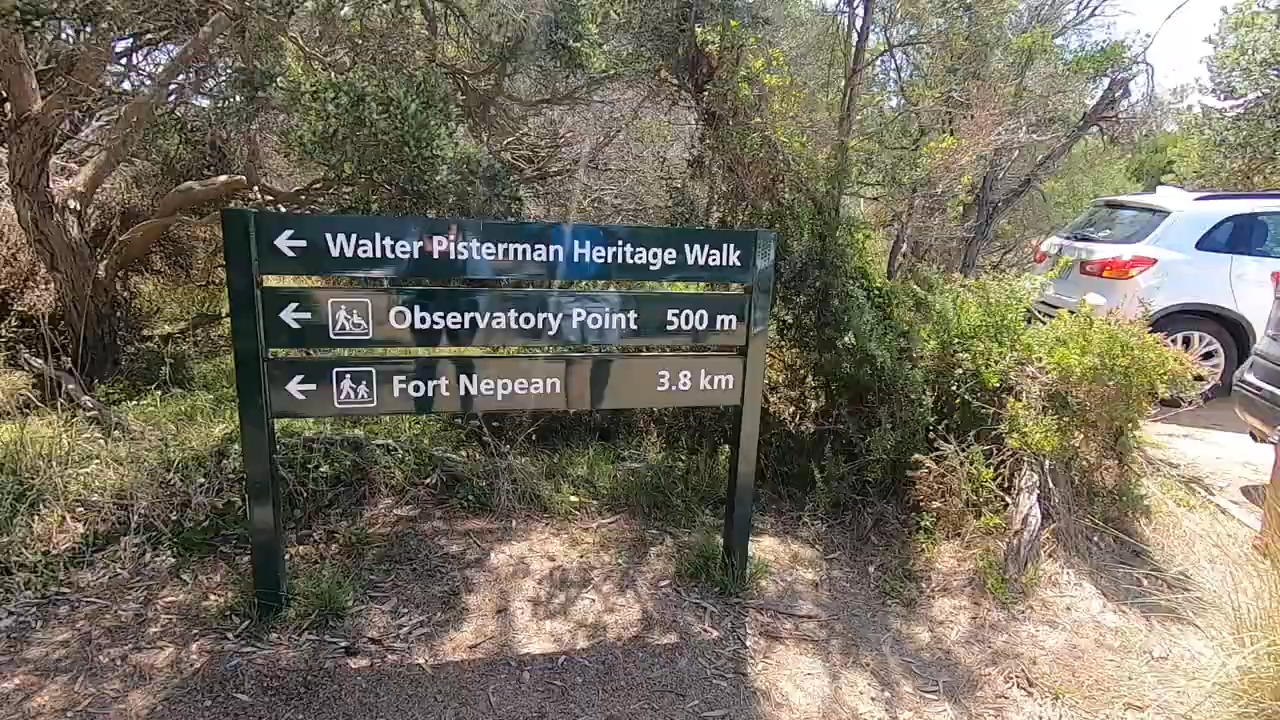 ← Walter Pisterman Heritage Walk
← Observatory Point 500 m
← Fort Nepean 3.8 km